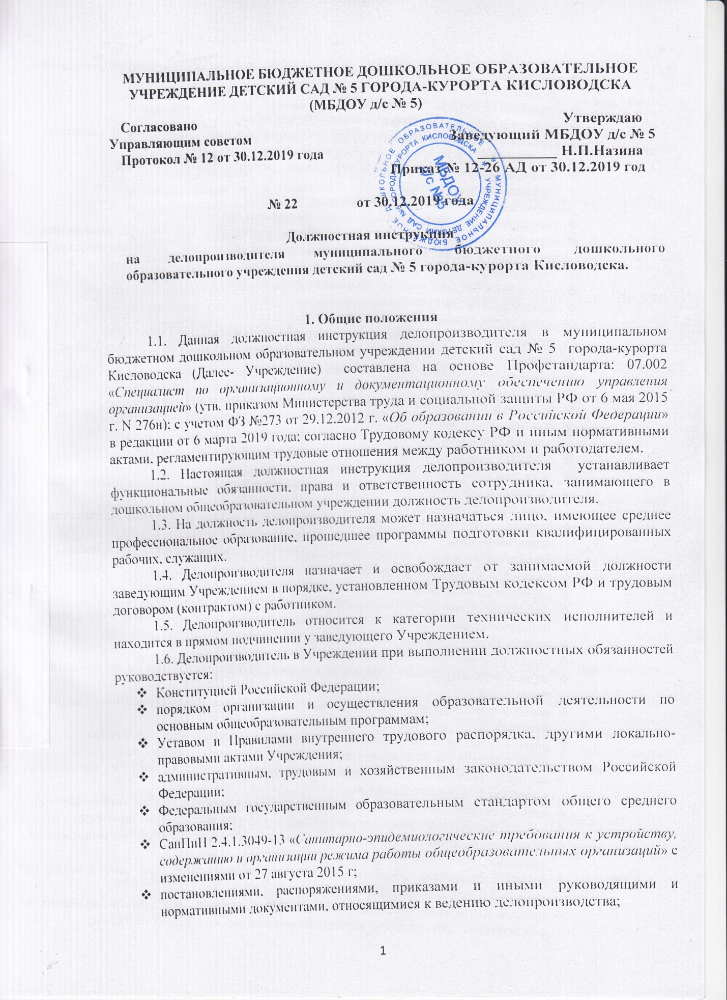 МУНИЦИПАЛЬНОЕ БЮДЖЕТНОЕ ДОШКОЛЬНОЕ ОБРАЗОВАТЕЛЬНОЕ
УЧРЕЖДЕНИЕ ДЕТСКИЙ САД № 5 ГОРОДА-КУРОРТА КИСЛОВОДСКА
(МБДОУ д/с № 5)
Согласовано
Управляющим советом
Протокол № 12 от 30.12.2019 года
Утверждаю
Заведующий МБДОУ д/с № 5
____________ Н.П.Назина
Приказ № 12-26 АД от 30.12.2019 год
МУНИЦИПАЛЬНОЕ БЮДЖЕТНОЕ ДОШКОЛЬНОЕ ОБРАЗОВАТЕЛЬНОЕ
УЧРЕЖДЕНИЕ ДЕТСКИЙ САД №5 ГОРОДА-КУРОРТА КИСЛОВОДСКА
МБДОУ
д/с №5
№ 22 от 30.12.2019 года
Должностная инструкция
на делопроизводителя муниципального бюджетного дошкольного
образовательного учреждения детский сад № 5 города-курорта Кисловодска.
1. Общие положения
1.1. Данная должностная инструкция делопроизводителя в муниципальном
бюджетном дошкольном образовательном учреждении детский сад № 5 города-курорта
Кисловодска (Далее- Учреждение) составлена на основе Профстандарта: 07.002
«Специалист по организационному и документационному обеспечению управления
организацией» (утв. приказом Министерства труда и социальной защиты РФ от 6 мая 2015
г. N 276н); с учетом ФЗ №273 от 29.12.2012 г. «Об образовании в Российской Федерации»
в редакции от 6 марта 2019 года; согласно Трудовому кодексу РФ и иным нормативными
актами, регламентирующим трудовые отношения между работником и работодателем.
1.2. Настоящая должностная инструкция делопроизводителя устанавливает
функциональные обязанности, права и ответственность сотрудника, занимающего в
дошкольном общеобразовательном учреждении должность делопроизводителя.
1.3. На должность делопроизводителя может назначаться лицо, имеющее среднее
профессиональное образование, прошедшее программы подготовки квалифицированных
рабочих, служащих.
1.4. Делопроизводителя назначает и освобождает от занимаемой должности
заведующим Учреждением в порядке, установленном Трудовым кодексом РФ и трудовым
договором (контрактом) с работником.
1.5. Делопроизводитель относится к категории технических исполнителей и
находится в прямом подчинении у заведующего Учреждением.
1.6. Делопроизводитель в Учреждении при выполнении должностных обязанностей
руководствуется:
❖ Конституцией Российской Федерации;
❖ порядком организации и осуществления образовательной деятельности по
основным общеобразовательным программам;
❖ Уставом и Правилами внутреннего трудового распорядка, другими локально-
правовыми актами Учреждения;
❖ административным, трудовым и хозяйственным законодательством Российской
Федерации;
❖ Федеральным государственным образовательным стандартом общего среднего
образования;
❖ СанПиН 2.4.1.3049-13 «Санитарно-эпидемиологические требования к устройству,
содержанию и организации режима работы общеобразовательных организаций» с
изменениями от 27 августа 2015 г;
❖ постановлениями, распоряжениями, приказами и иными руководящими и
нормативными документами, относящимися к ведению делопроизводства;
1